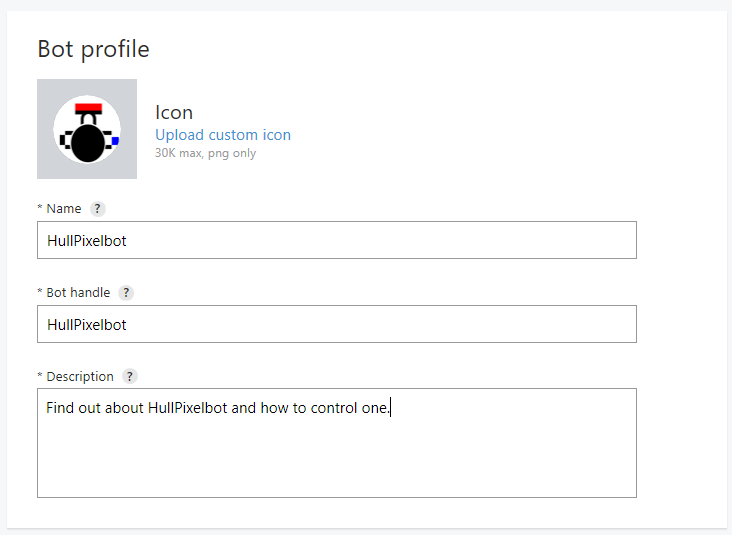 Bot profile
Icon
Upload custom icon
30K max, png only
* Name ?
HullPixelbot
* Bot handle ?
HullPixelbot
* Description ?
Find out about HullPixelbot and how to control one.